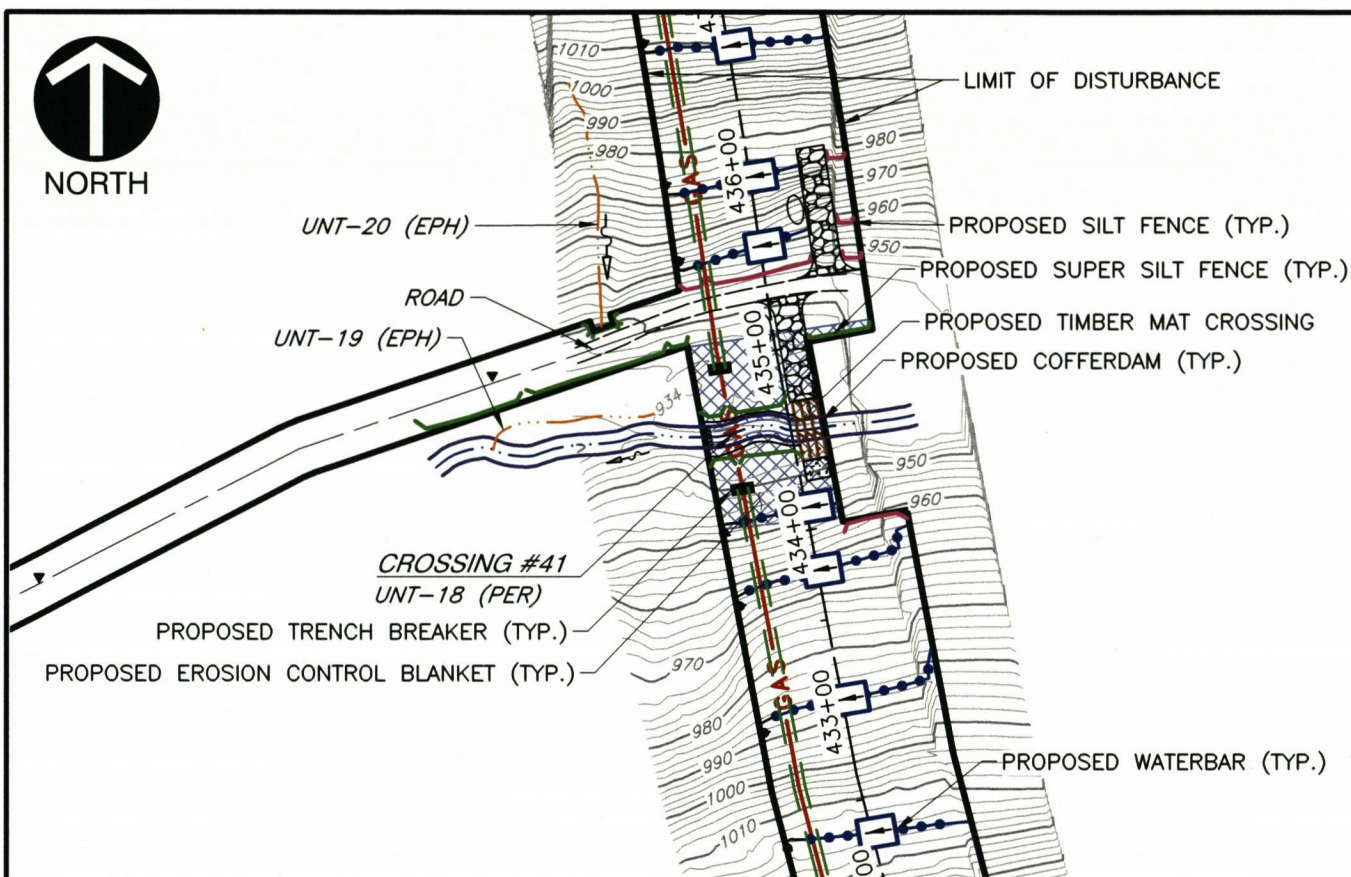 NORTH
1010
1000
990
980
LIMIT OF DISTURBANCE
980
970
960
950
GAS
436+00
UNT-20 (EPH)
PROPOSED SILT FENCE (TYP.)
PROPOSED SUPER SILT FENCE (TYP.)
ROAD
UNT-19 (EPH)
PROPOSED TIMBER MAT CROSSING
PROPOSED COFFERDAM (TYP.)
435+00
934
GAS
950
960
434+00
CROSSING #41
UNT-18 (PER)
PROPOSED TRENCH BREAKER (TYP.)
PROPOSED EROSION CONTROL BLANKET (TYP.)
970
GAS
433+00
980
990
1000
1010
PROPOSED WATERBAR (TYP.)
00